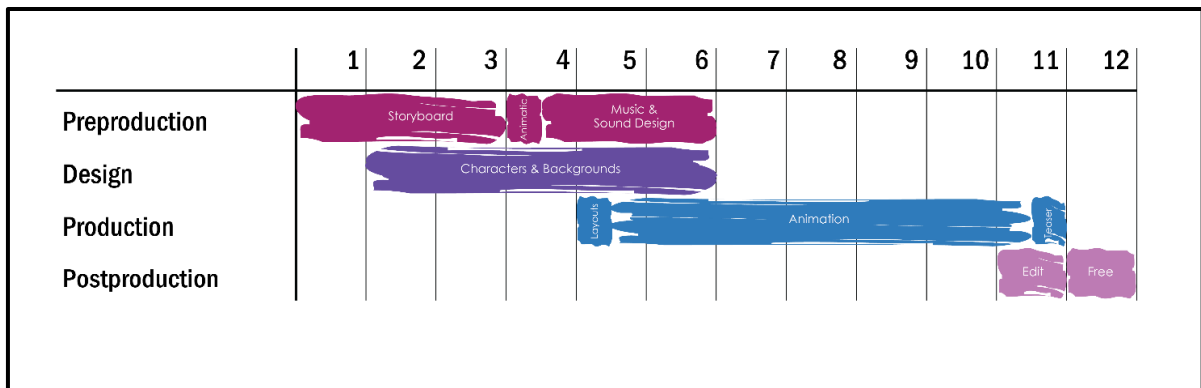 1 2 3 4 5 6 7 8 9 10 11 12
Preproduction
Storyboard
Animatic
Music &
Sound Design
Design
Characters & Backgrounds
Production
Layouts
Animation
Teaser
Postproduction
Edit
Free